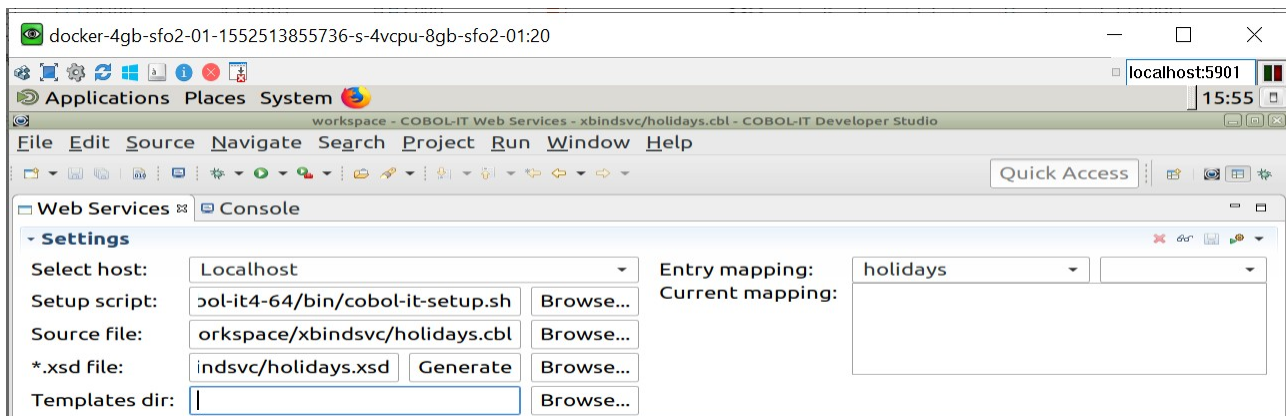 docker-4gb-sfo2-01-1552513855736-s-4vcpu-8gb-sfo2-01:20
localhost:5901
Applications Places System 15:55
workspace - COBOL-IT Web Services - xbindsvc/holidays.cbl - COBOL-IT Developer Studio
File Edit Source Navigate Search Project Run Window Help
Quick Access
Web Services Console
Settings
Select host: Localhost Entry mapping: holidays
Setup script: ol-it4-64/bin/cobol-it-setup.sh Browse... Current mapping:
Source file: orkspace/xbindsvc/holidays.cbl Browse...
*.xsd file: indsvc/holidays.xsd Generate Browse...
Templates dir: Browse...